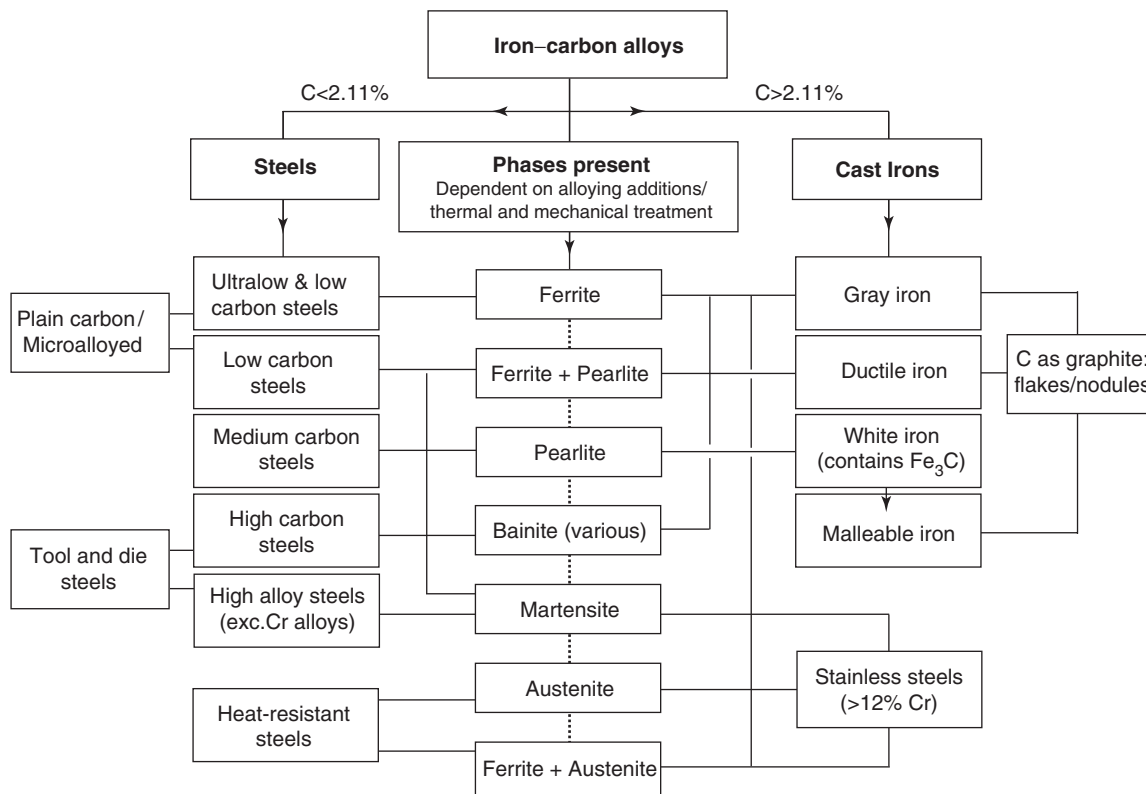 Iron–carbon alloys
C<2.11%
C>2.11%
Steels
Phases present
Dependent on alloying additions/
thermal and mechanical treatment
Cast Irons
Plain carbon/
Microalloyed
Ultralow & low
carbon steels
Low carbon
steels
Medium carbon
steels
High carbon
steels
High alloy steels
(exc.Cr alloys)
Tool and die
steels
Heat-resistant
steels
Ferrite
Ferrite + Pearlite
Pearlite
Bainite (various)
Martensite
Austenite
Ferrite + Austenite
Gray iron
Ductile iron
White iron
(contains Fe₃C)
Malleable iron
C as graphite:
flakes/nodules
Stainless steels
(>12% Cr)